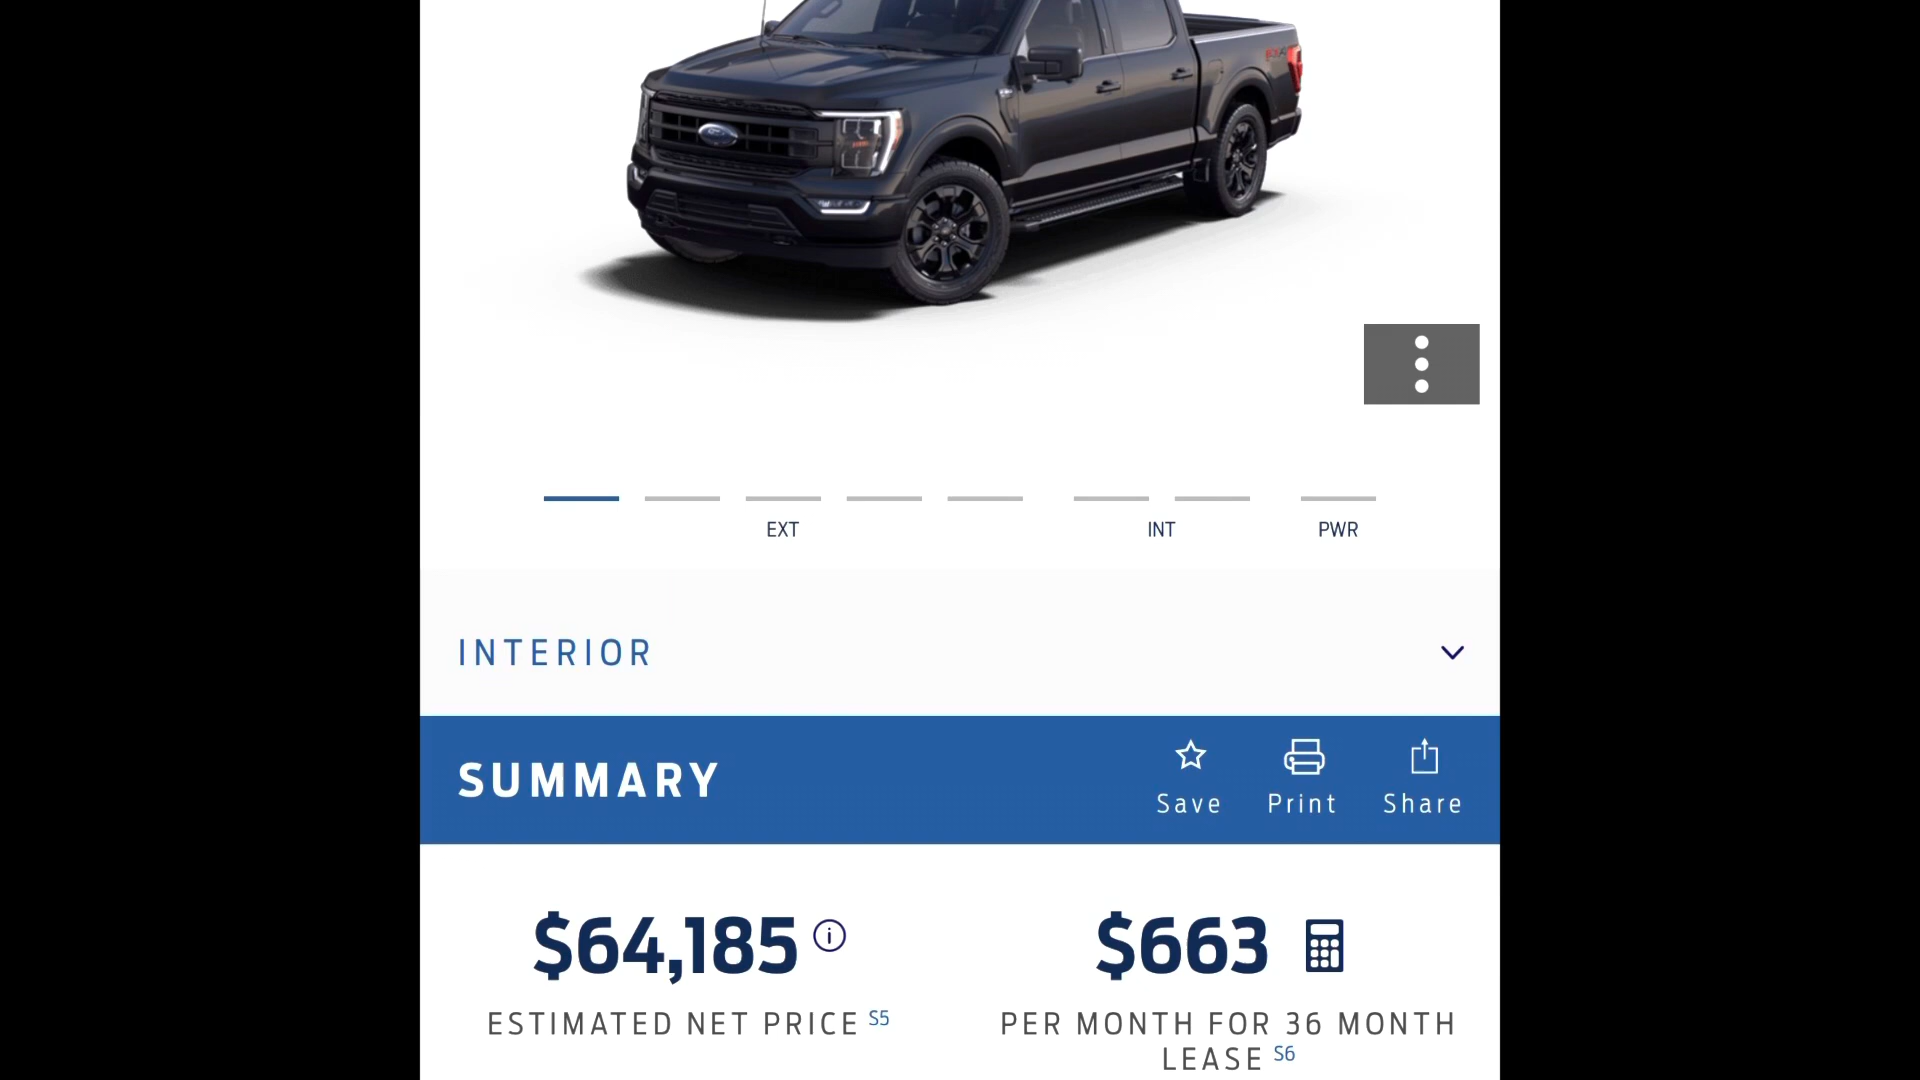 EXT
INT
PWR
INTERIOR
SUMMARY
Save
Print
Share
$64,185
ESTIMATED NET PRICE S5
$663
PER MONTH FOR 36 MONTH
LEASE S6